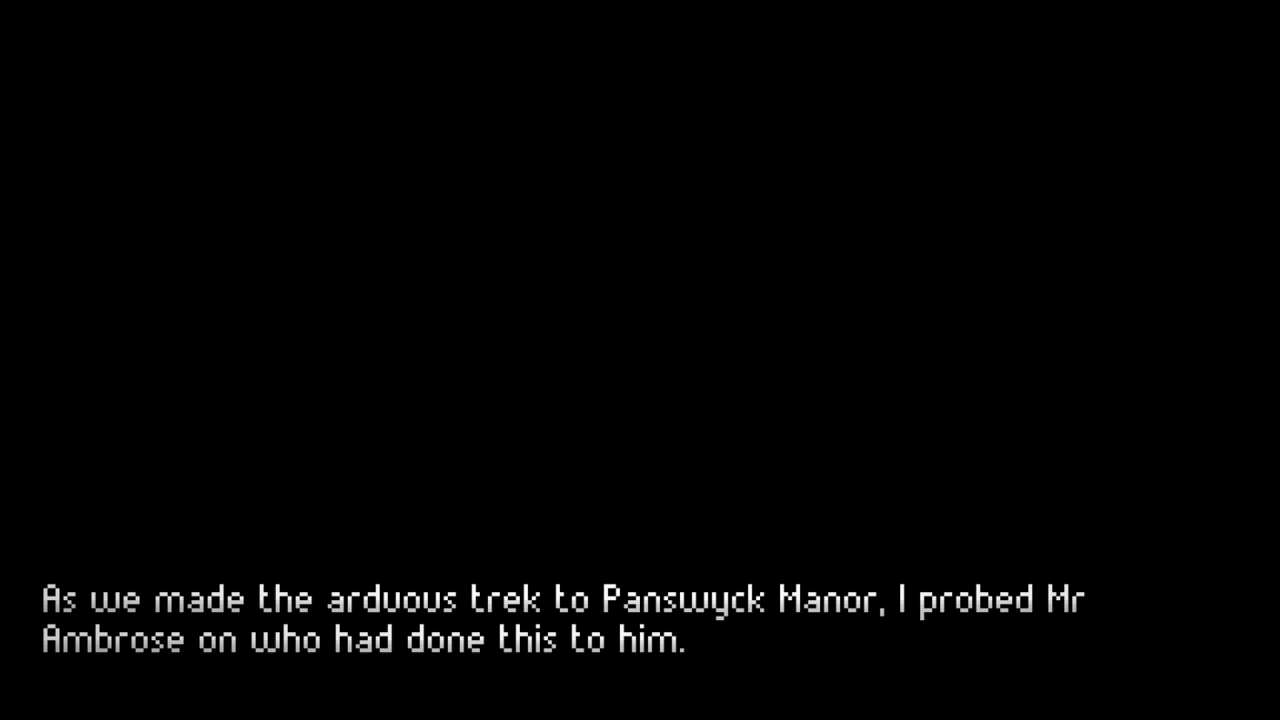 As we made the arduous trek to Panswyck Manor, I probed Mr
Ambrose on who had done this to him.